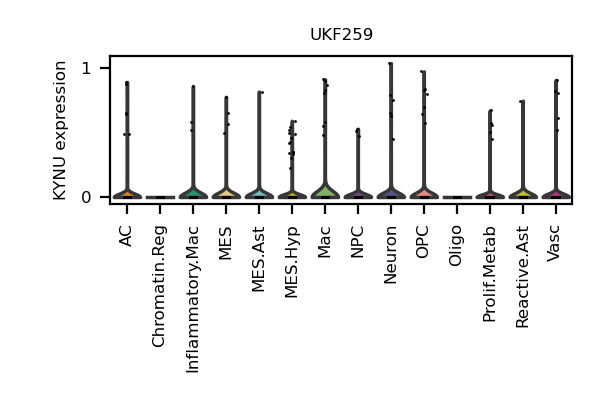 UKF259
KYNU expression
1
0
AC
Chromatin.Reg
Inflammatory.Mac
MES
MES.Ast
MES.Hyp
Mac
NPC
Neuron
OPC
Oligo
Prolif.Metab
Reactive.Ast
Vasc